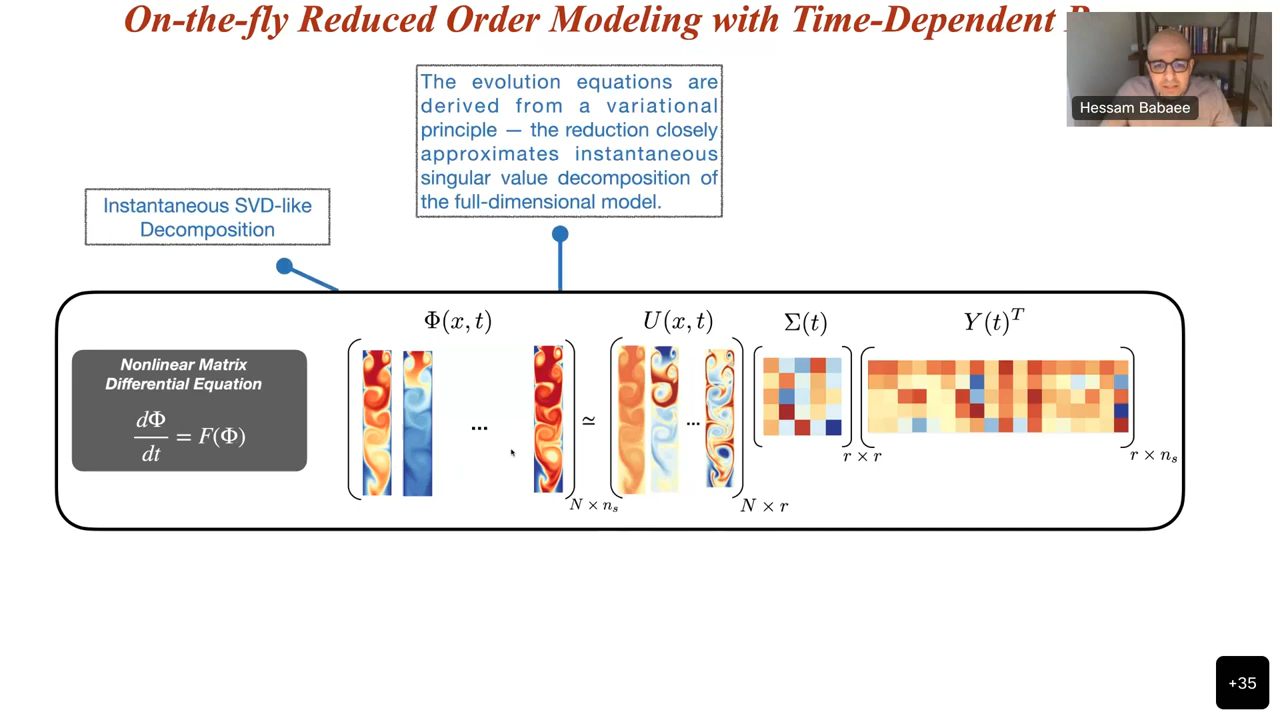 On-the-fly Reduced Order Modeling with Time-Dependent
Hessam Babaee
The evolution equations are
derived from a variational
principle — the reduction closely
approximates instantaneous
singular value decomposition of
the full-dimensional model.
Instantaneous SVD-like
Decomposition
Φ(x, t)
U(x, t)
Σ(t)
Y(t)^T
Nonlinear Matrix
Differential Equation
dΦ/dt = F(Φ)
...
≃
...
N × n_s
N × r
r × r
r × n_s
+35